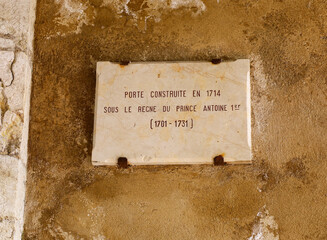 PORTE CONSTRUITE EN 1714
SOUS LE REGNE DU PRINCE ANTOINE 1ER
(1701-1731)